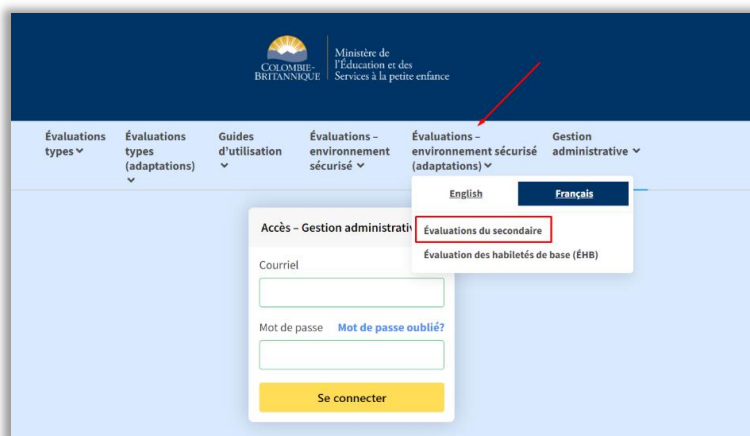 COLOMBIE-
BRITANNIQUE
Ministère de
l'Éducation et des
Services à la petite enfance
Évaluations
types
Évaluations
types
(adaptations)
Guides
d'utilisation
Évaluations –
environnement
sécurisé
Évaluations –
environnement sécurisé
(adaptations)
Gestion
administrative
English
Français
Évaluations du secondaire
Évaluation des habiletés de base (ÉHB)
Accès – Gestion administrativ
Courriel
Mot de passe Mot de passe oublié?
Se connecter